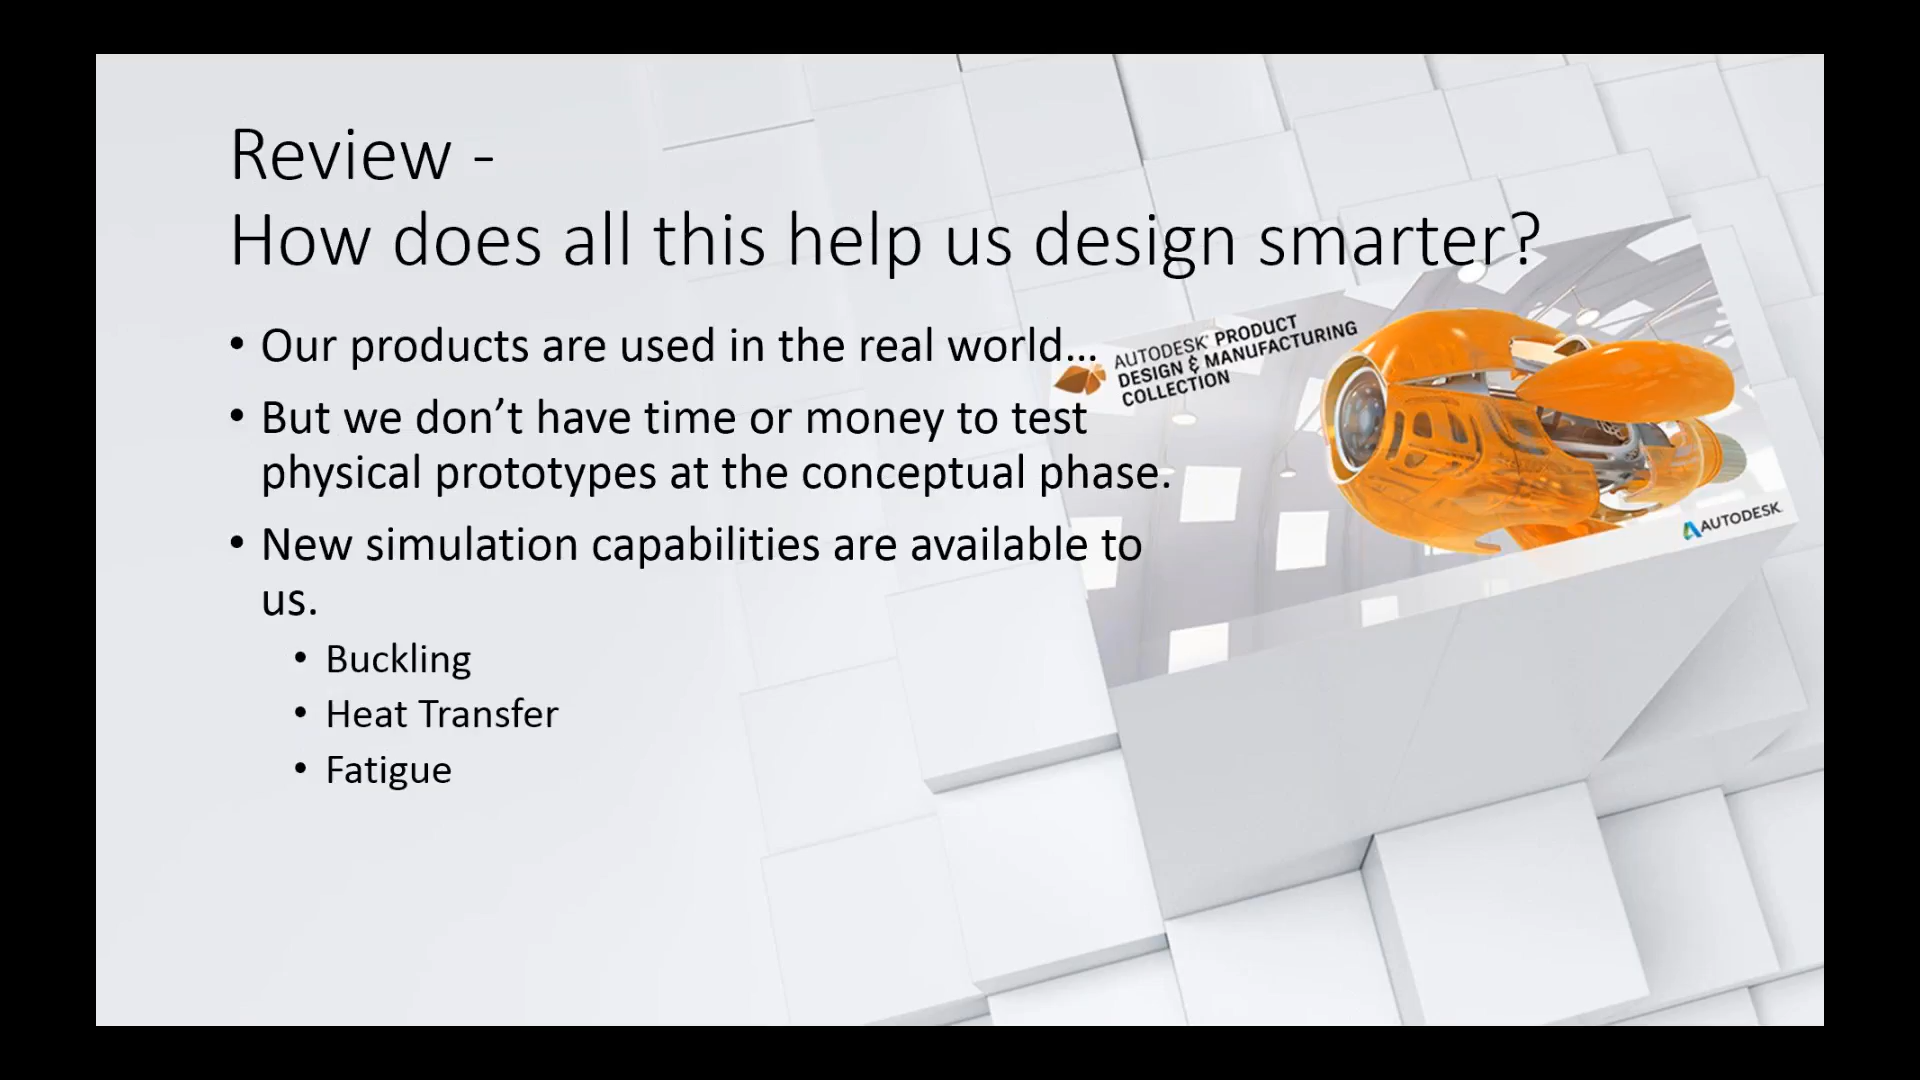 Review -
How does all this help us design smarter?
• Our products are used in the real world...
• But we don’t have time or money to test
physical prototypes at the conceptual phase.
• New simulation capabilities are available to
us.
• Buckling
• Heat Transfer
• Fatigue
AUTODESK® PRODUCT
DESIGN & MANUFACTURING
COLLECTION
AUTODESK.